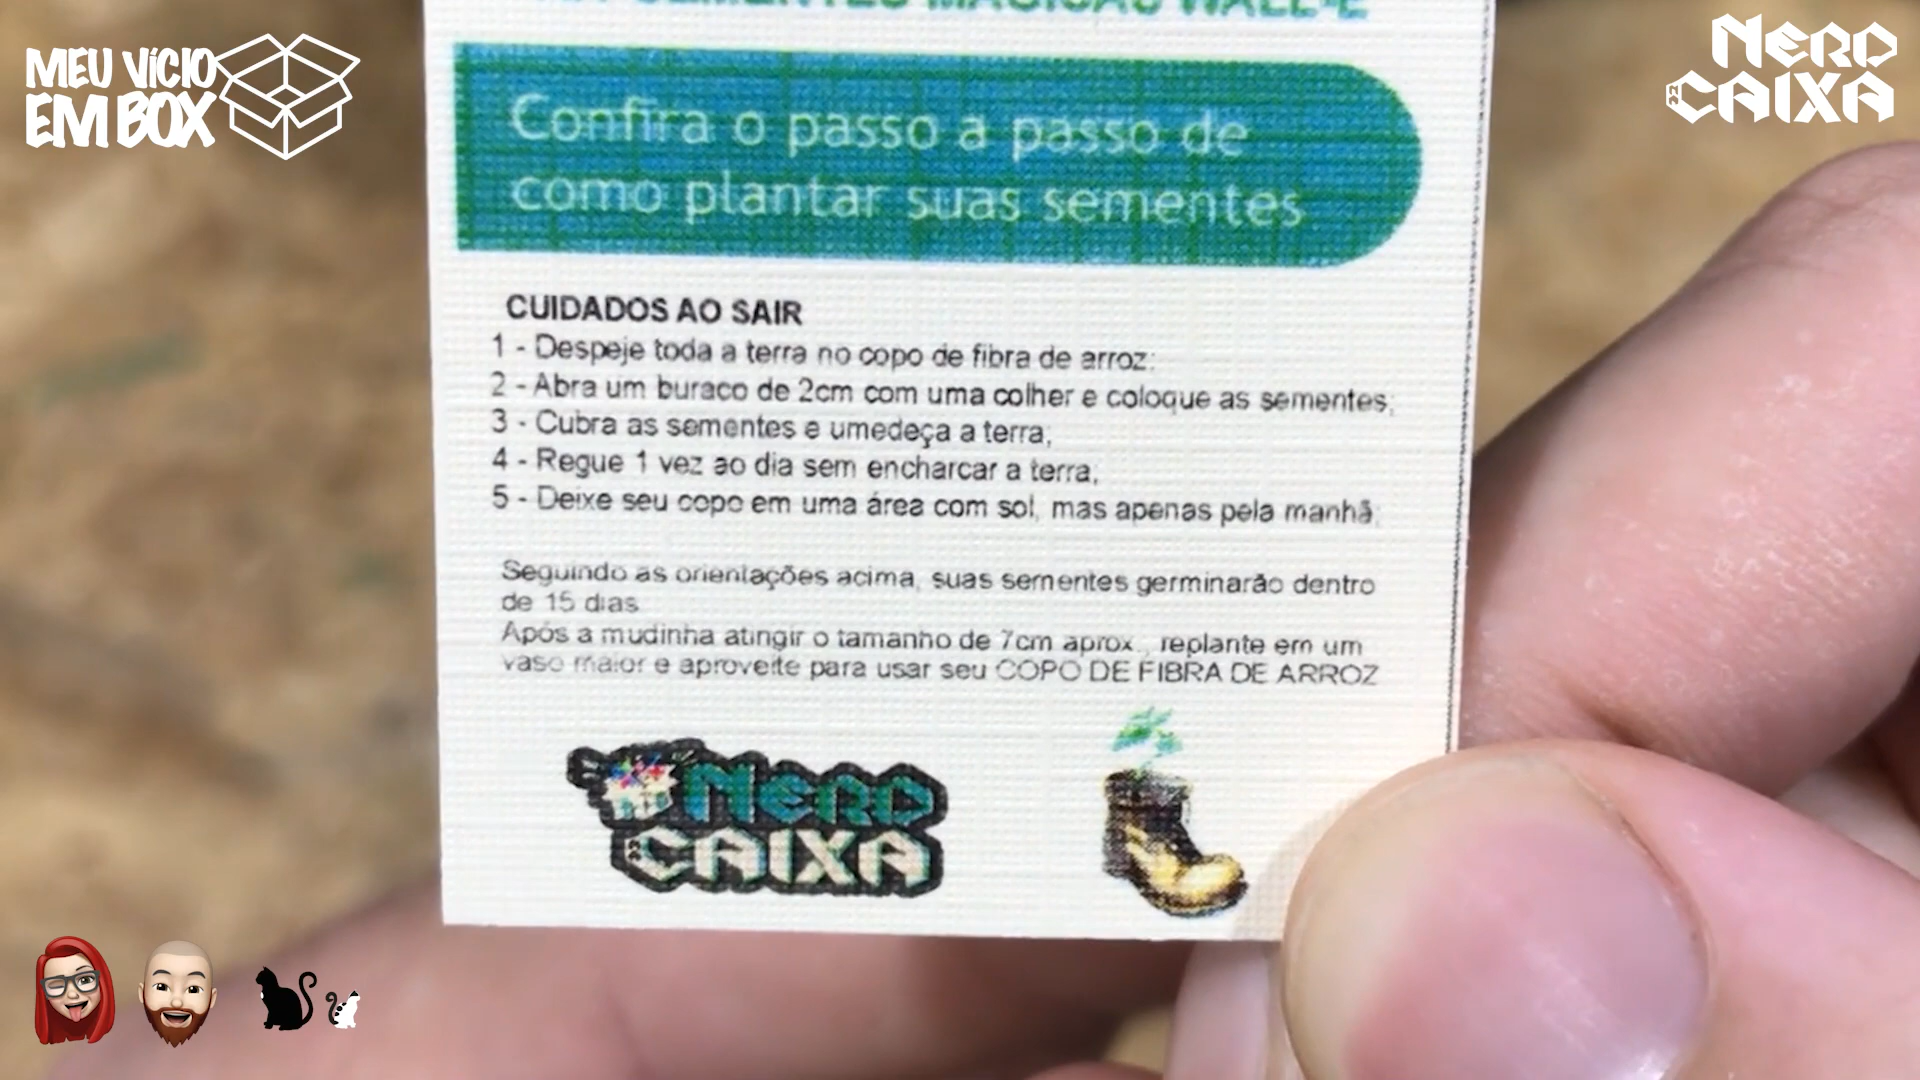 MEU VÍCIO
EM BOX
NERD
CAIXA
SEMENTES MÁGICAS WALL-E
Confira o passo a passo de
como plantar suas sementes
CUIDADOS AO SAIR
1 - Despeje toda a terra no copo de fibra de arroz;
2 - Abra um buraco de 2cm com uma colher e coloque as sementes;
3 - Cubra as sementes e umedeça a terra;
4 - Regue 1 vez ao dia sem encharcar a terra;
5 - Deixe seu copo em uma área com sol, mas apenas pela manhã;
Seguindo as orientações acima, suas sementes germinarão dentro
de 15 dias
Após a mudinha atingir o tamanho de 7cm aprox., replante em um
vaso maior e aproveite para usar seu COPO DE FIBRA DE ARROZ
NERD
CAIXA